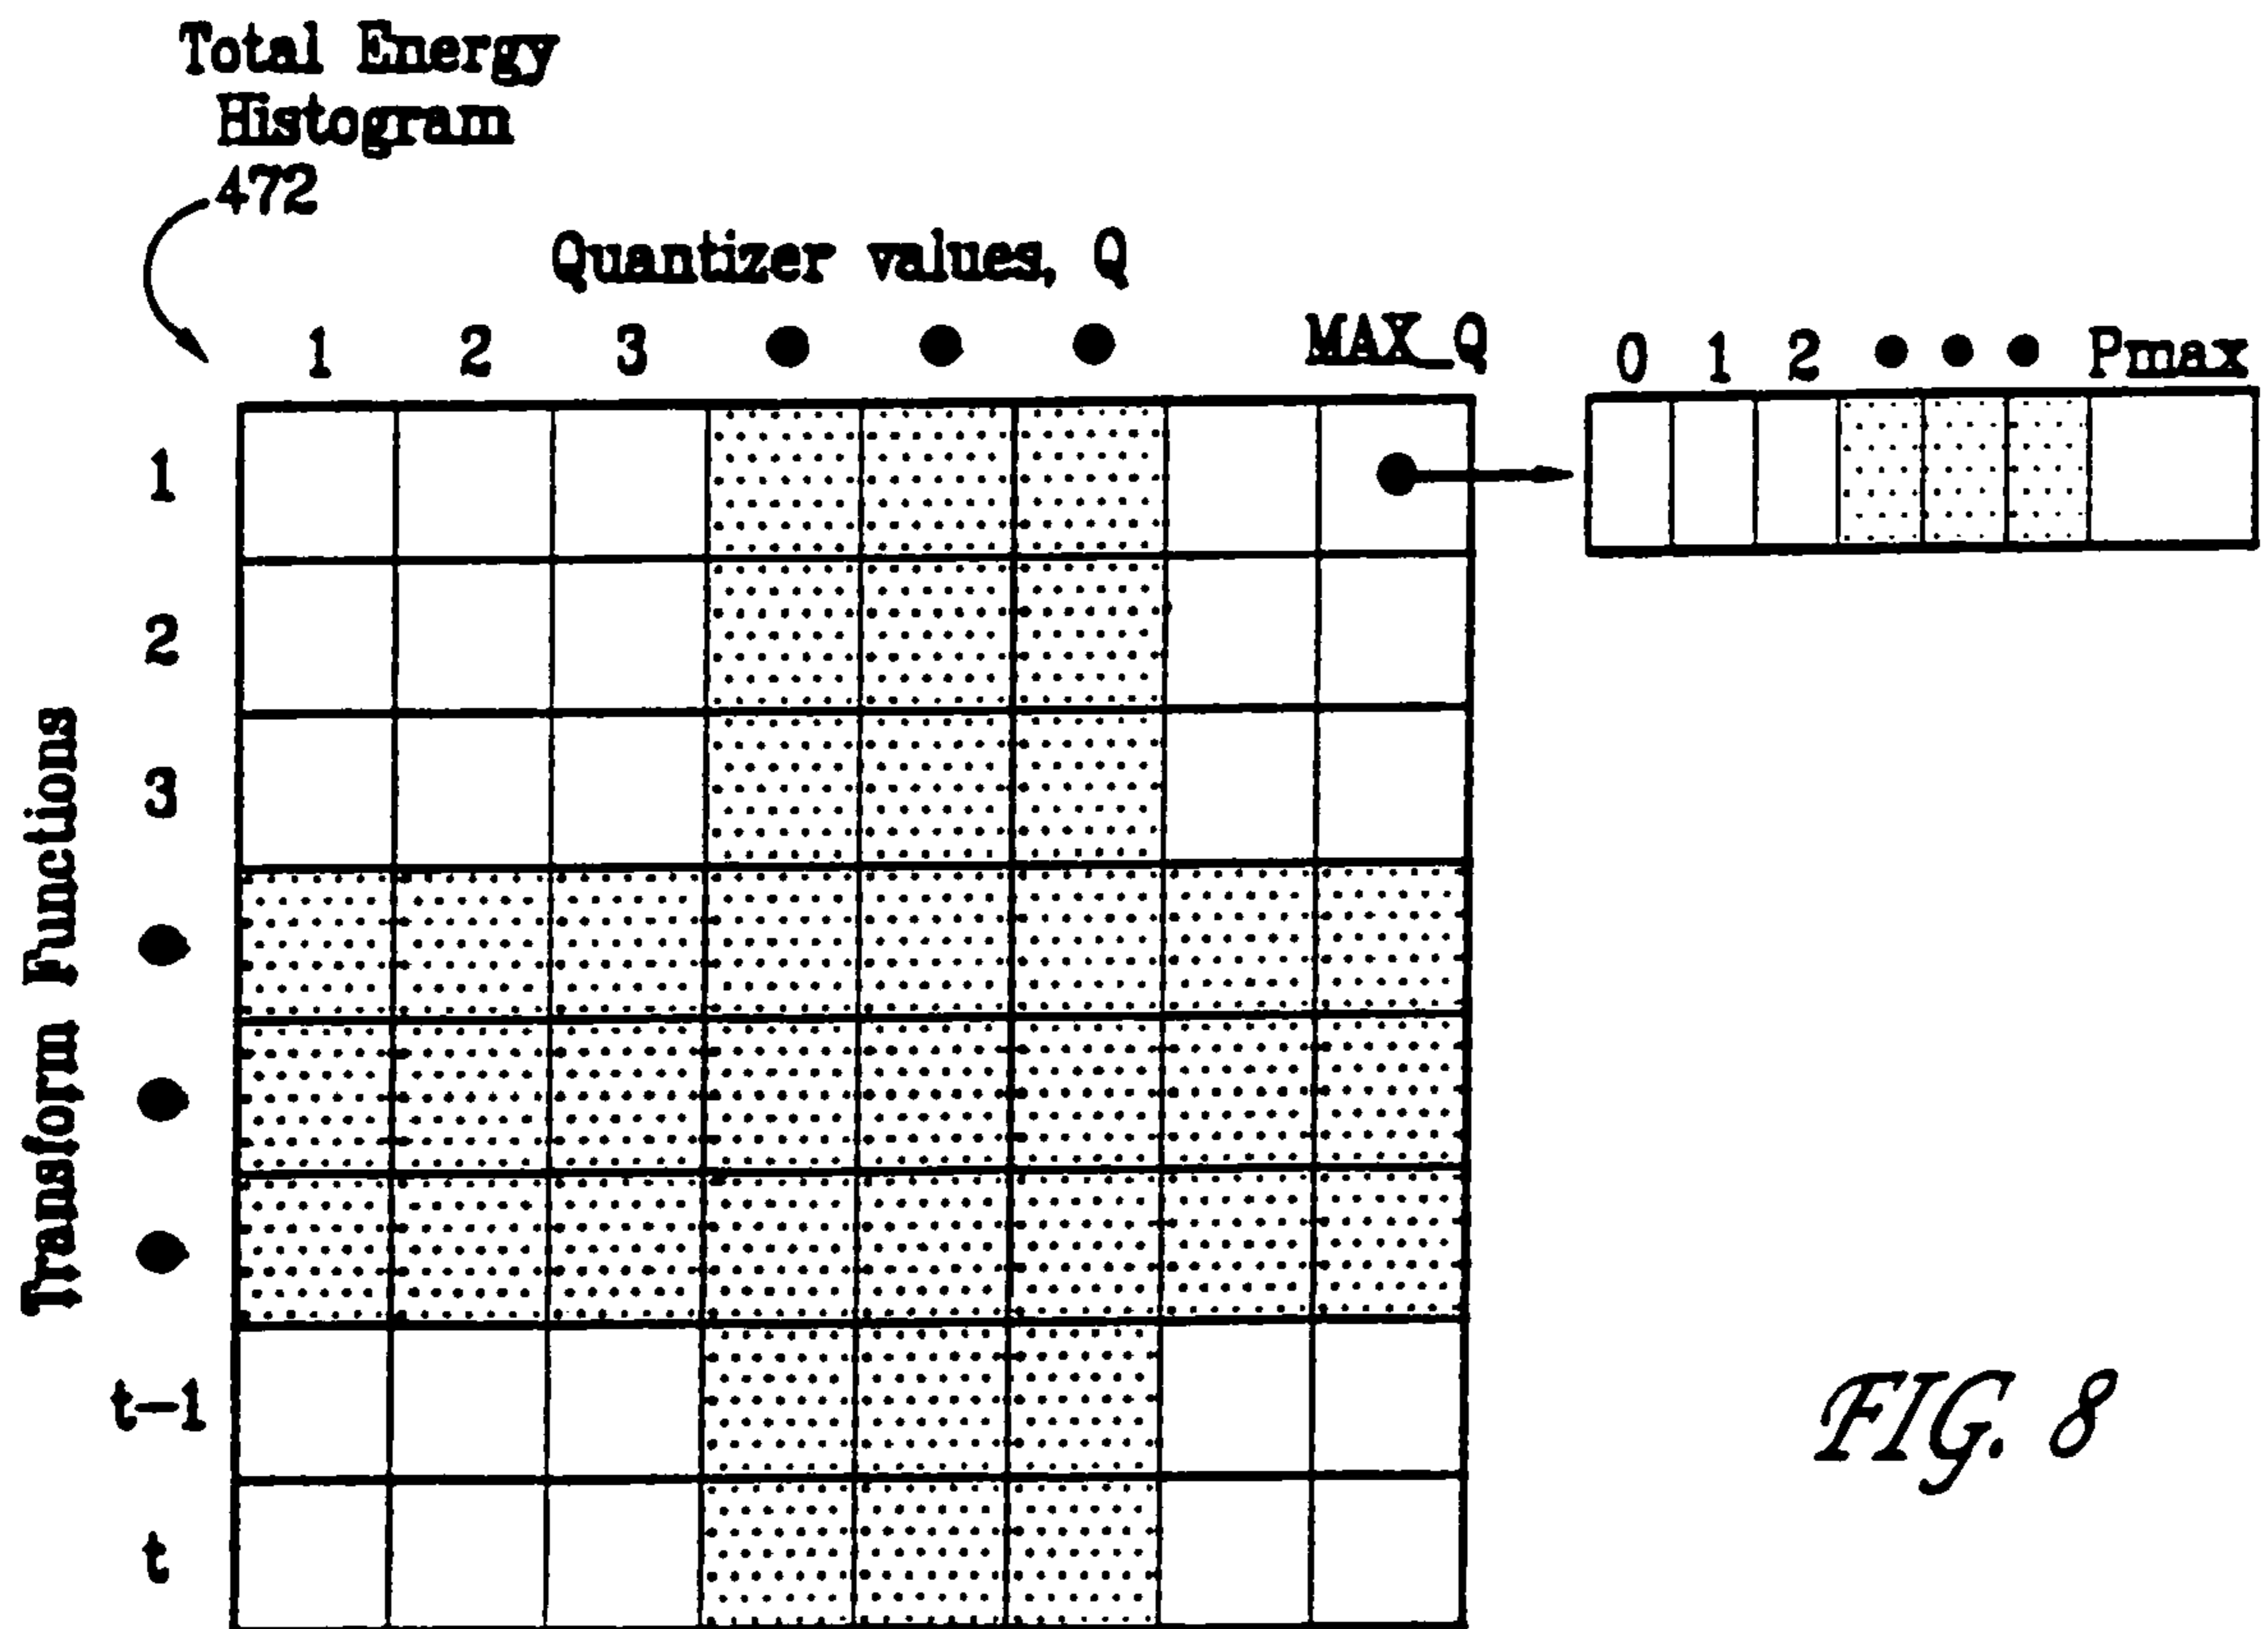 Total Energy
Histogram
472
Quantizer values, Q
1 2 3 ● ● ● MAX_Q
0 1 2 ● ● ● Pmax
Transform Functions
1
2
3
●
●
●
t-1
t
FIG. 8